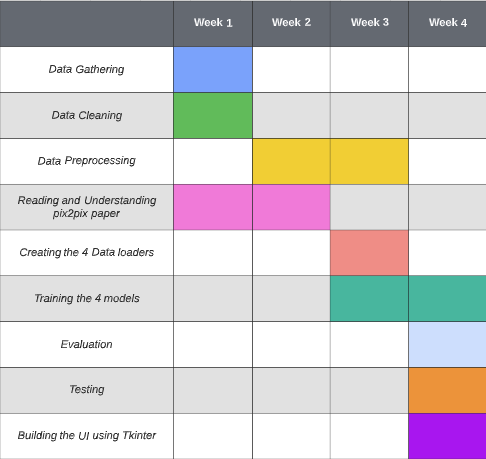 Week 1 Week 2 Week 3 Week 4
Data Gathering
Data Cleaning
Data Preprocessing
Reading and Understanding
pix2pix paper
Creating the 4 Data loaders
Training the 4 models
Evaluation
Testing
Building the UI using Tkinter